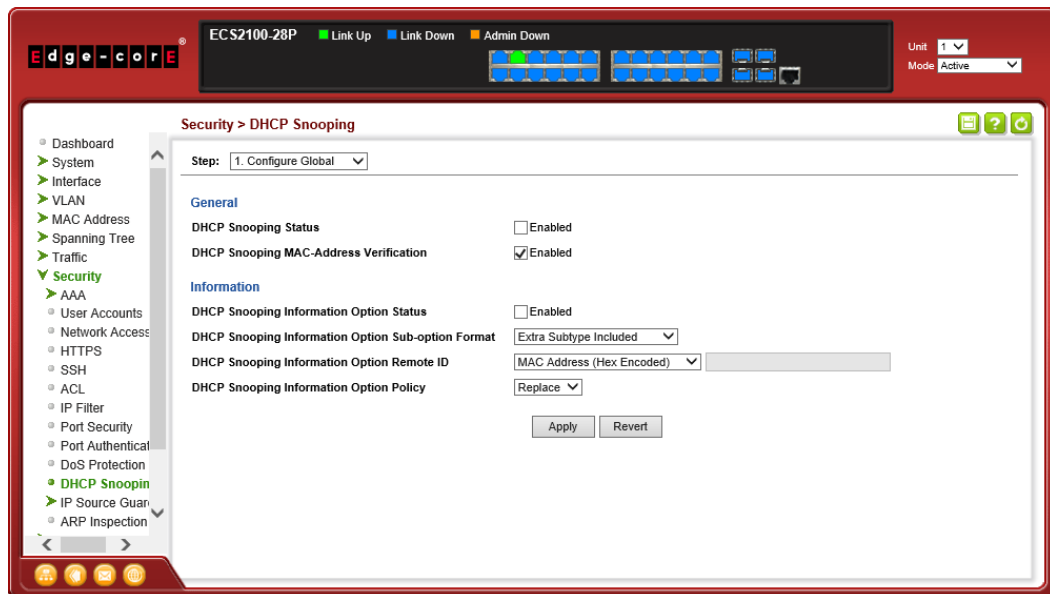 Edge-corE®
ECS2100-28P Link Up Link Down Admin Down
Unit 1
Mode Active
Security > DHCP Snooping
Dashboard
System
Interface
VLAN
MAC Address
Spanning Tree
Traffic
Security
AAA
User Accounts
Network Access
HTTPS
SSH
ACL
IP Filter
Port Security
Port Authenticat
DoS Protection
DHCP Snoopin
IP Source Guar
ARP Inspection
Step: 1. Configure Global
General
DHCP Snooping Status Enabled
DHCP Snooping MAC-Address Verification Enabled
Information
DHCP Snooping Information Option Status Enabled
DHCP Snooping Information Option Sub-option Format Extra Subtype Included
DHCP Snooping Information Option Remote ID MAC Address (Hex Encoded)
DHCP Snooping Information Option Policy Replace
Apply Revert